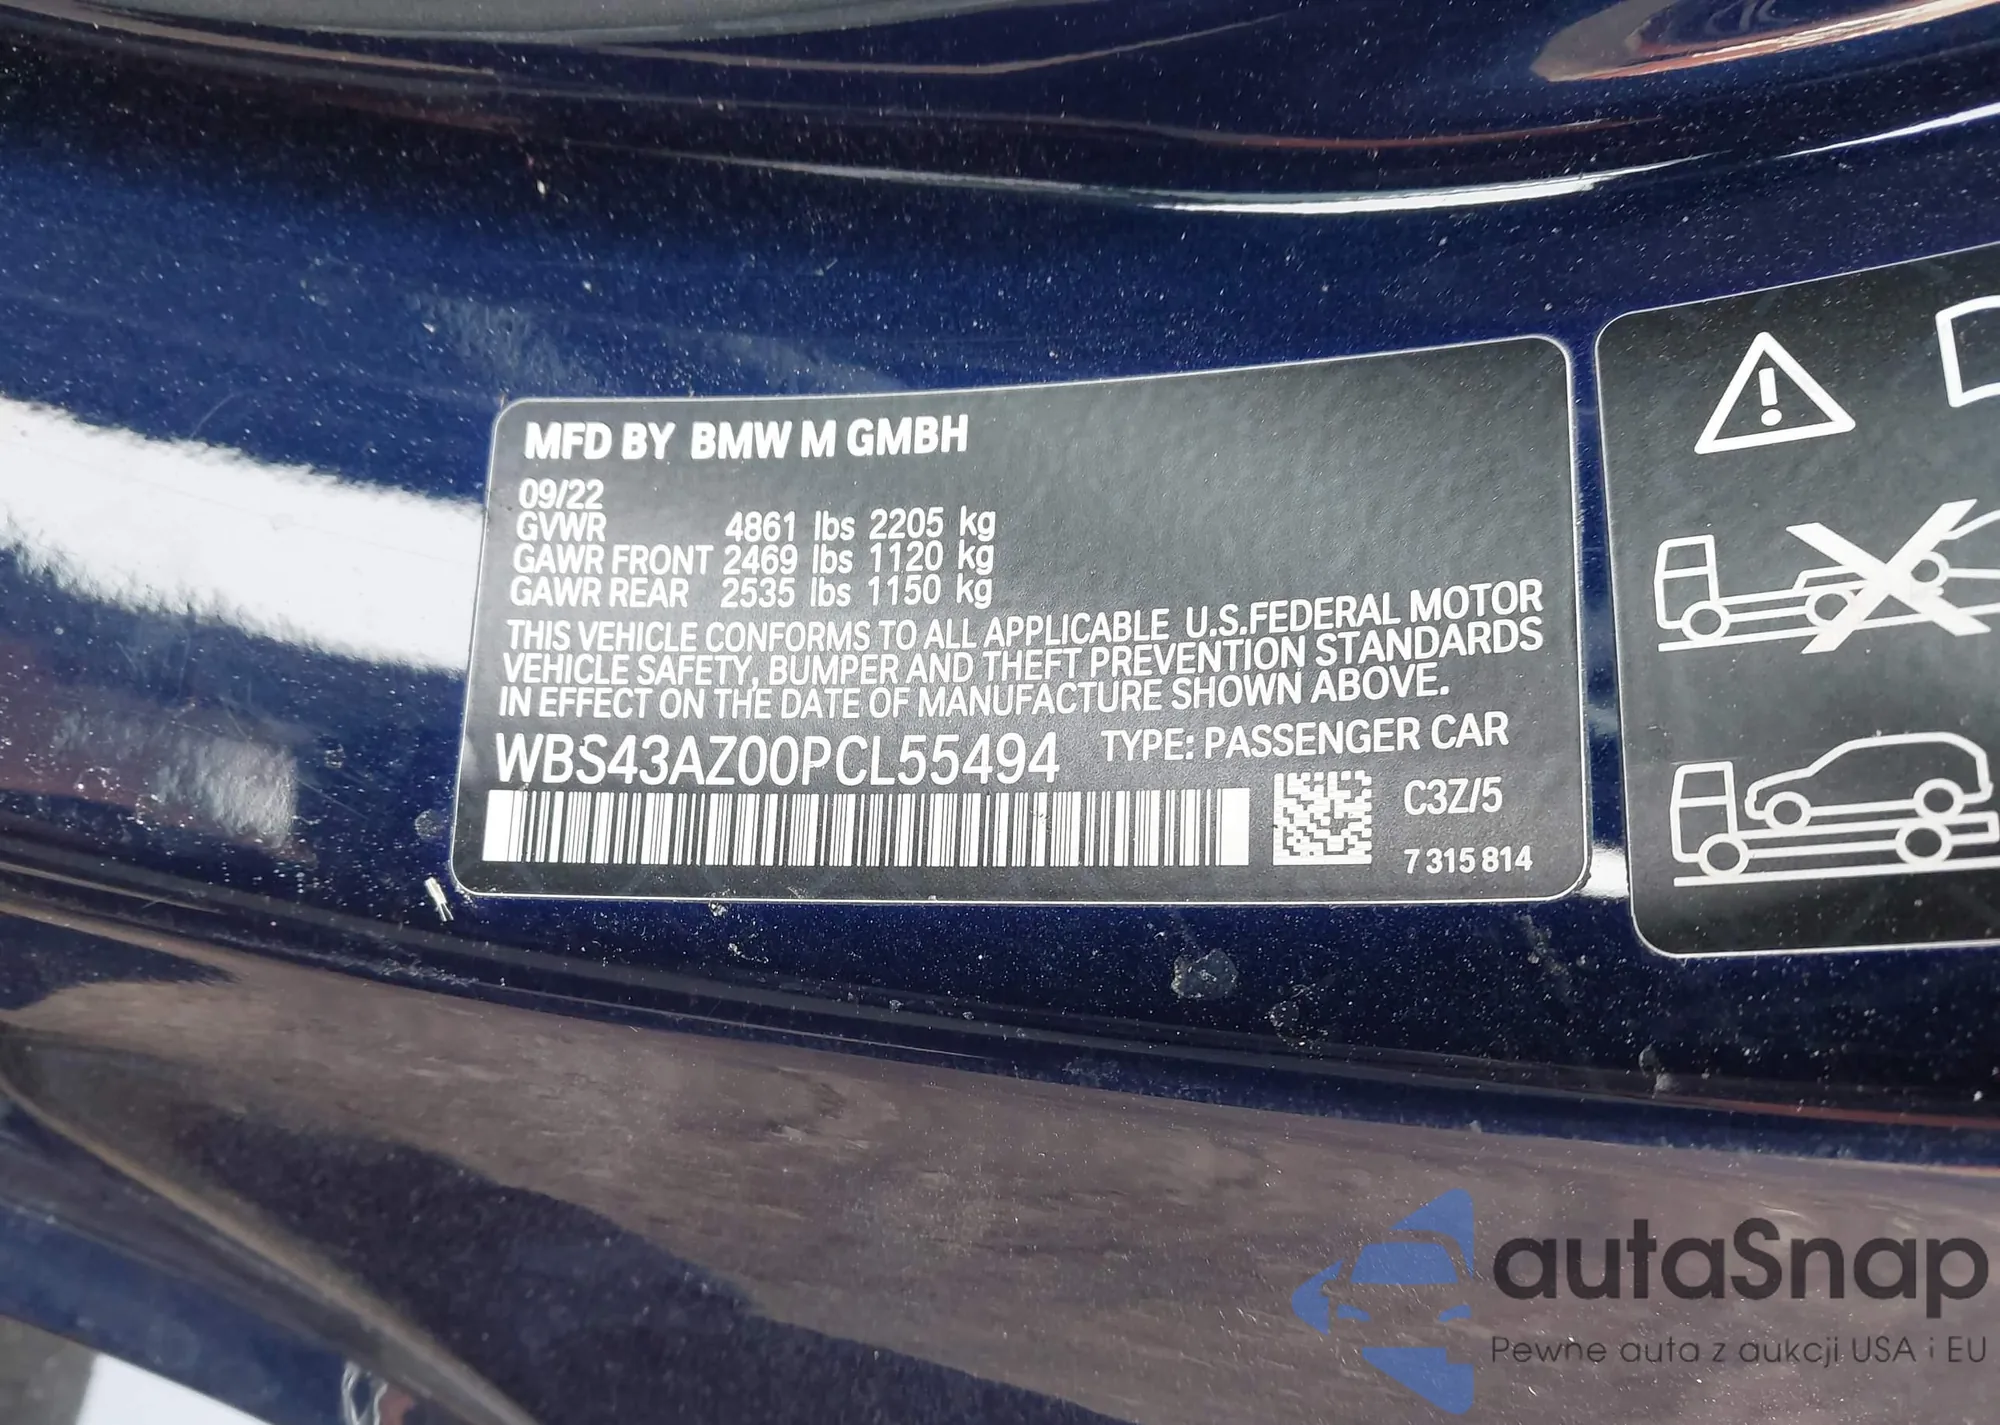 MFD BY BMW M GMBH
09/22
GVWR 4861 lbs 2205 kg
GAWR FRONT 2469 lbs 1120 kg
GAWR REAR 2535 lbs 1150 kg
THIS VEHICLE CONFORMS TO ALL APPLICABLE U.S.FEDERAL MOTOR
VEHICLE SAFETY, BUMPER AND THEFT PREVENTION STANDARDS
IN EFFECT ON THE DATE OF MANUFACTURE SHOWN ABOVE.
WBS43AZ00PCL55494 TYPE: PASSENGER CAR
C3Z/5
7 315 814
autaSnap
Pewne auta z aukcji USA i EU